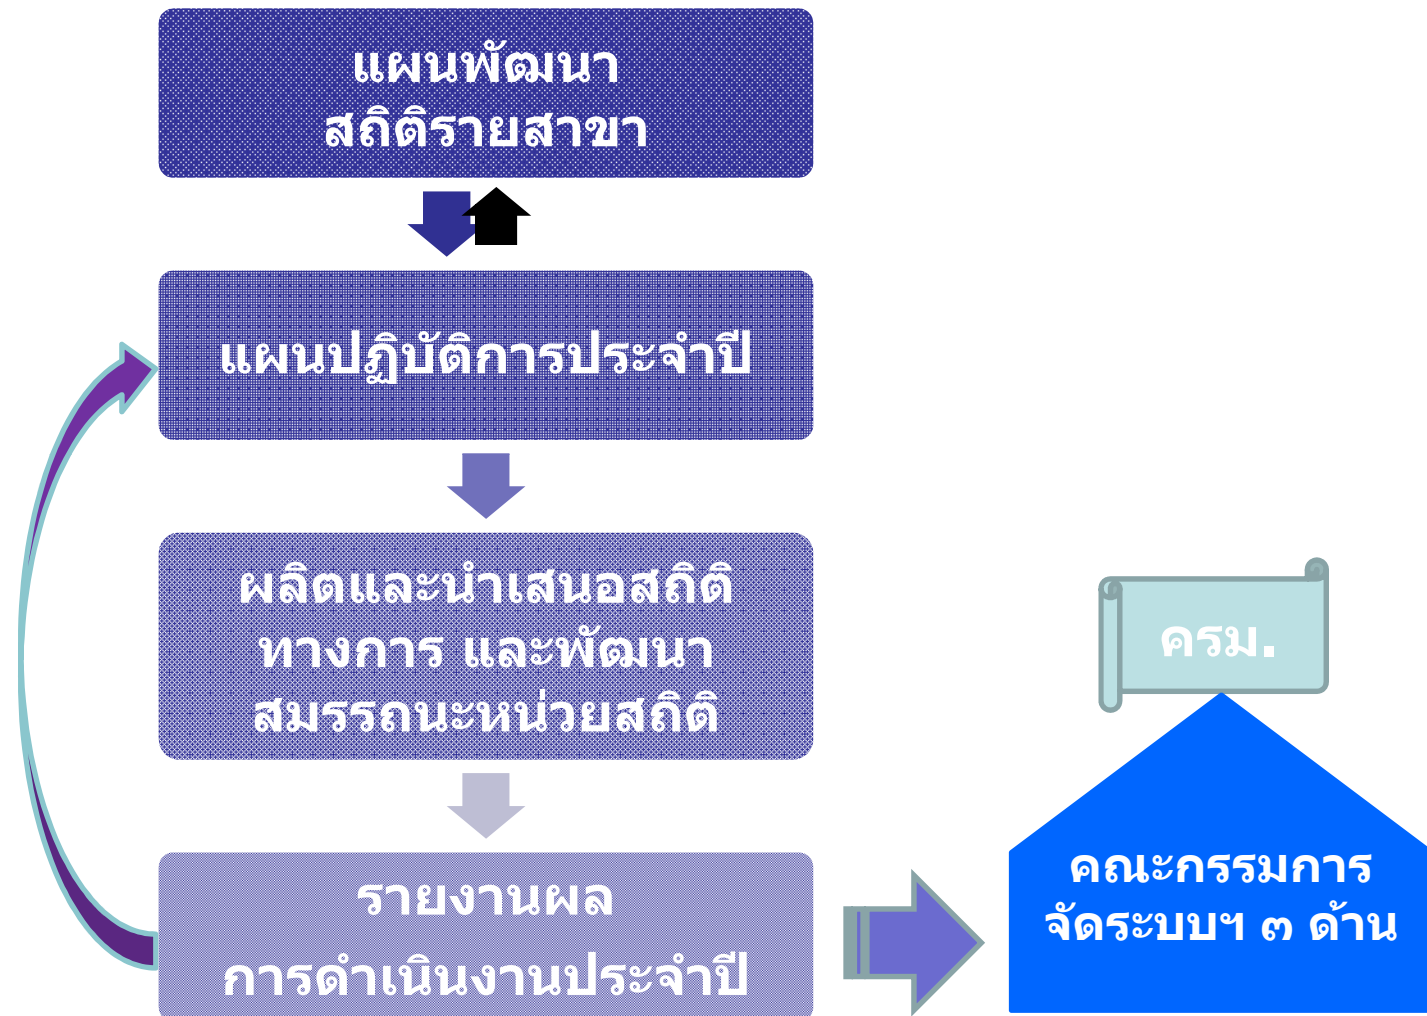 แผนพัฒนา
สถิติรายสาขา
แผนปฏิบัติการประจำปี
ผลิตและนำเสนอสถิติ
ทางการ และพัฒนา
สมรรถนะหน่วยสถิติ
รายงานผล
การดำเนินงานประจำปี
ครม.
คณะกรรมการ
จัดระบบฯ ๓ ด้าน